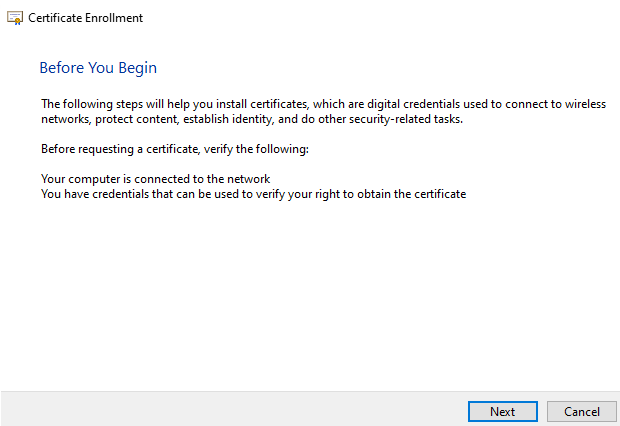 Certificate Enrollment
Before You Begin
The following steps will help you install certificates, which are digital credentials used to connect to wireless
networks, protect content, establish identity, and do other security-related tasks.
Before requesting a certificate, verify the following:
Your computer is connected to the network
You have credentials that can be used to verify your right to obtain the certificate
Next
Cancel